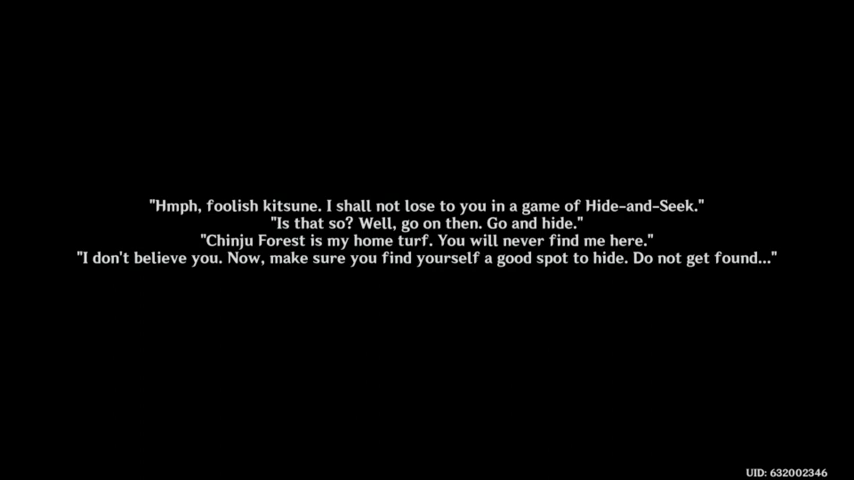 "Hmph, foolish kitsune. I shall not lose to you in a game of Hide-and-Seek."
"Is that so? Well, go on then. Go and hide."
"Chinju Forest is my home turf. You will never find me here."
"I don't believe you. Now, make sure you find yourself a good spot to hide. Do not get found..."
UID: 632002346